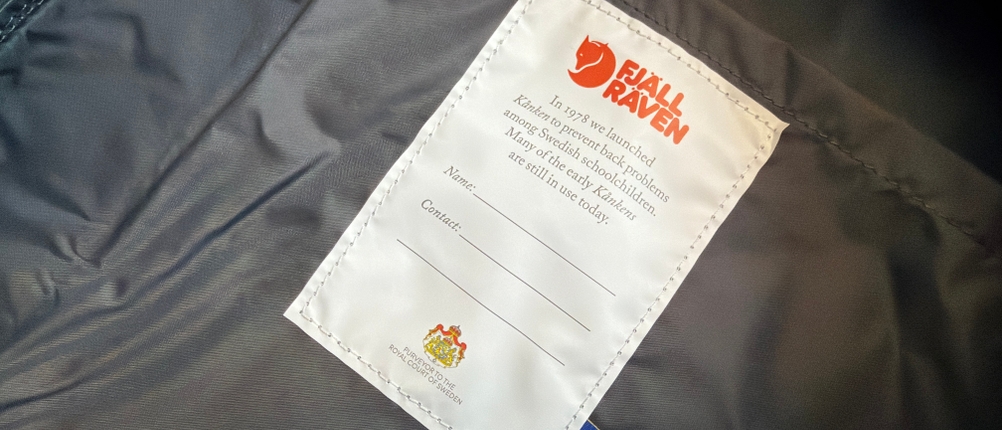 FJÄLL
RÄVEN
In 1978 we launched
Kånken to prevent back problems
among Swedish schoolchildren.
Many of the early Kånkens
are still in use today.
Name:
Contact:
PURVEYOR TO THE
ROYAL COURT OF SWEDEN